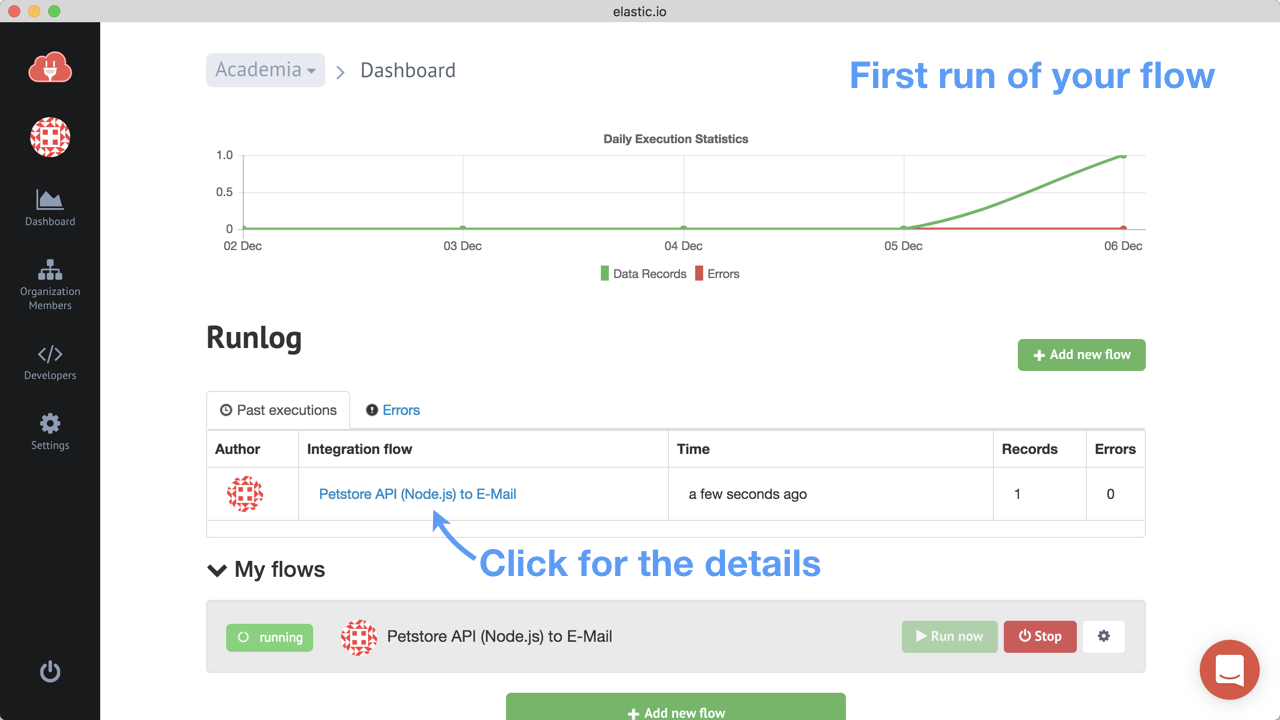 elastic.io
Academia
Dashboard
First run of your flow
Dashboard
Organization
Members
Developers
Settings
Daily Execution Statistics
1.0
0.5
0
02 Dec
03 Dec
04 Dec
05 Dec
06 Dec
Data Records
Errors
Runlog
Add new flow
Past executions
Errors
Author
Integration flow
Time
Records
Errors
Petstore API (Node.js) to E-Mail
a few seconds ago
1
0
Click for the details
My flows
running
Petstore API (Node.js) to E-Mail
Run now
Stop
Add new flow